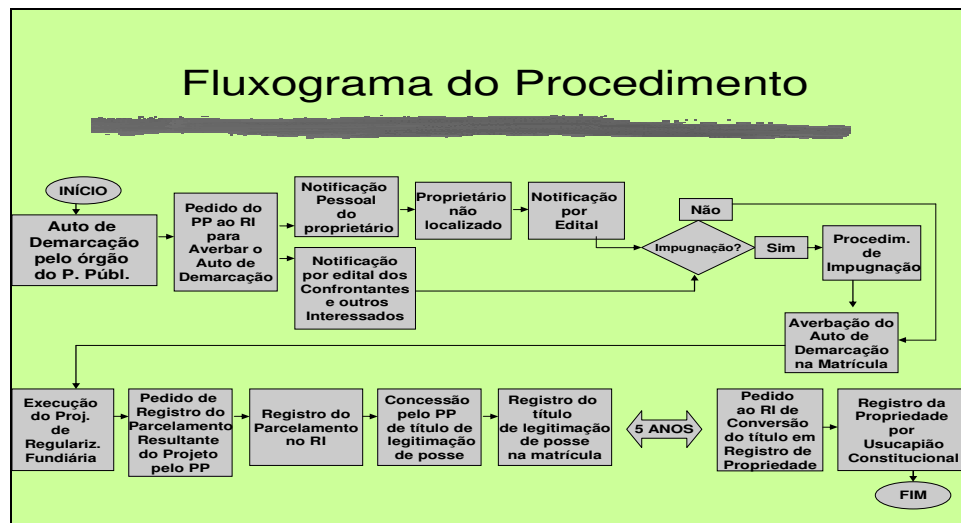 Fluxograma do Procedimento
INÍCIO
Auto de
Demarcação
pelo órgão
do P. Públ.
Pedido do
PP ao RI
para
Averbar o
Auto de
Demarcação
Notificação
Pessoal
do
proprietário
Proprietário
não
localizado
Notificação
por
Edital
Notificação
por edital dos
Confrontantes
e outros
Interessados
Impugnação?
Não
Sim
Procedim.
de
Impugnação
Averbação do
Auto de
Demarcação
na Matrícula
Execução
do Proj.
de
Regulariz.
Fundiária
Pedido de
Registro do
Parcelamento
Resultante
do Projeto
pelo PP
Registro do
Parcelamento
no RI
Concessão
pelo PP
de título de
legitimação
de posse
Registro do
título
de legitimação
de posse
na matrícula
5 ANOS
Pedido
ao RI de
Conversão
do título em
Registro de
Propriedade
Registro da
Propriedade
por
Usucapião
Constitucional
FIM